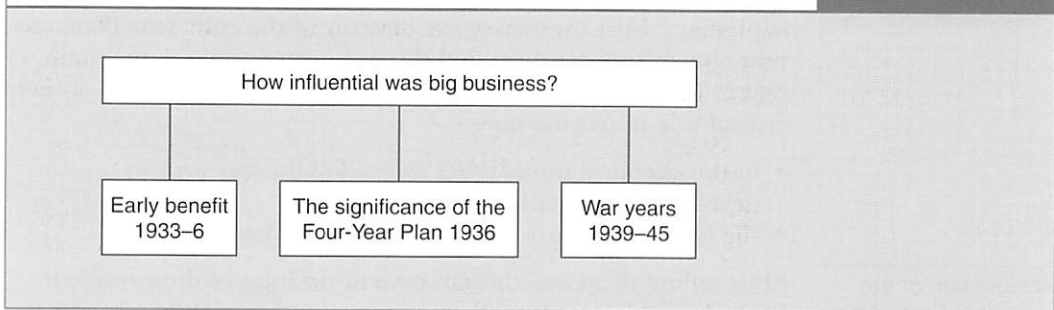 How influential was big business?
Early benefit
1933–6
The significance of the
Four-Year Plan 1936
War years
1939–45